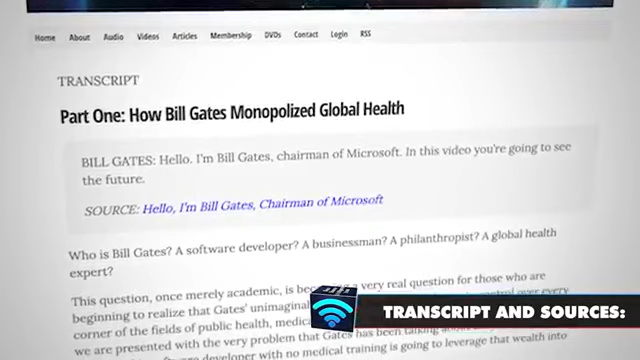 Home About Audio Videos Articles Membership DVDs Contact Login RSS
TRANSCRIPT
Part One: How Bill Gates Monopolized Global Health
BILL GATES: Hello. I'm Bill Gates, chairman of Microsoft. In this video you're going to see
the future.
SOURCE: Hello, I'm Bill Gates, Chairman of Microsoft
Who is Bill Gates? A software developer? A businessman? A philanthropist? A global health
expert?
This question, once merely academic, is very real question for those who are
beginning to realize that Gates' control over every
corner of the fields of public health,
we are presented with the very problem that Gates has been
developer with no medical training is going to leverage that wealth into
TRANSCRIPT AND SOURCES: